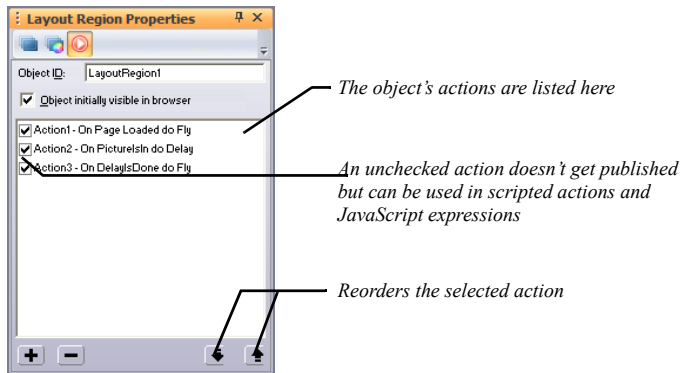 Layout Region Properties
Object ID: LayoutRegion1
Object initially visible in browser
The object's actions are listed here
Action1 - On Page Loaded do Fly
Action2 - On PictureIsIn do Delay
Action3 - On DelayIsDone do Fly
An unchecked action doesn't get published
but can be used in scripted actions and
JavaScript expressions
Reorders the selected action